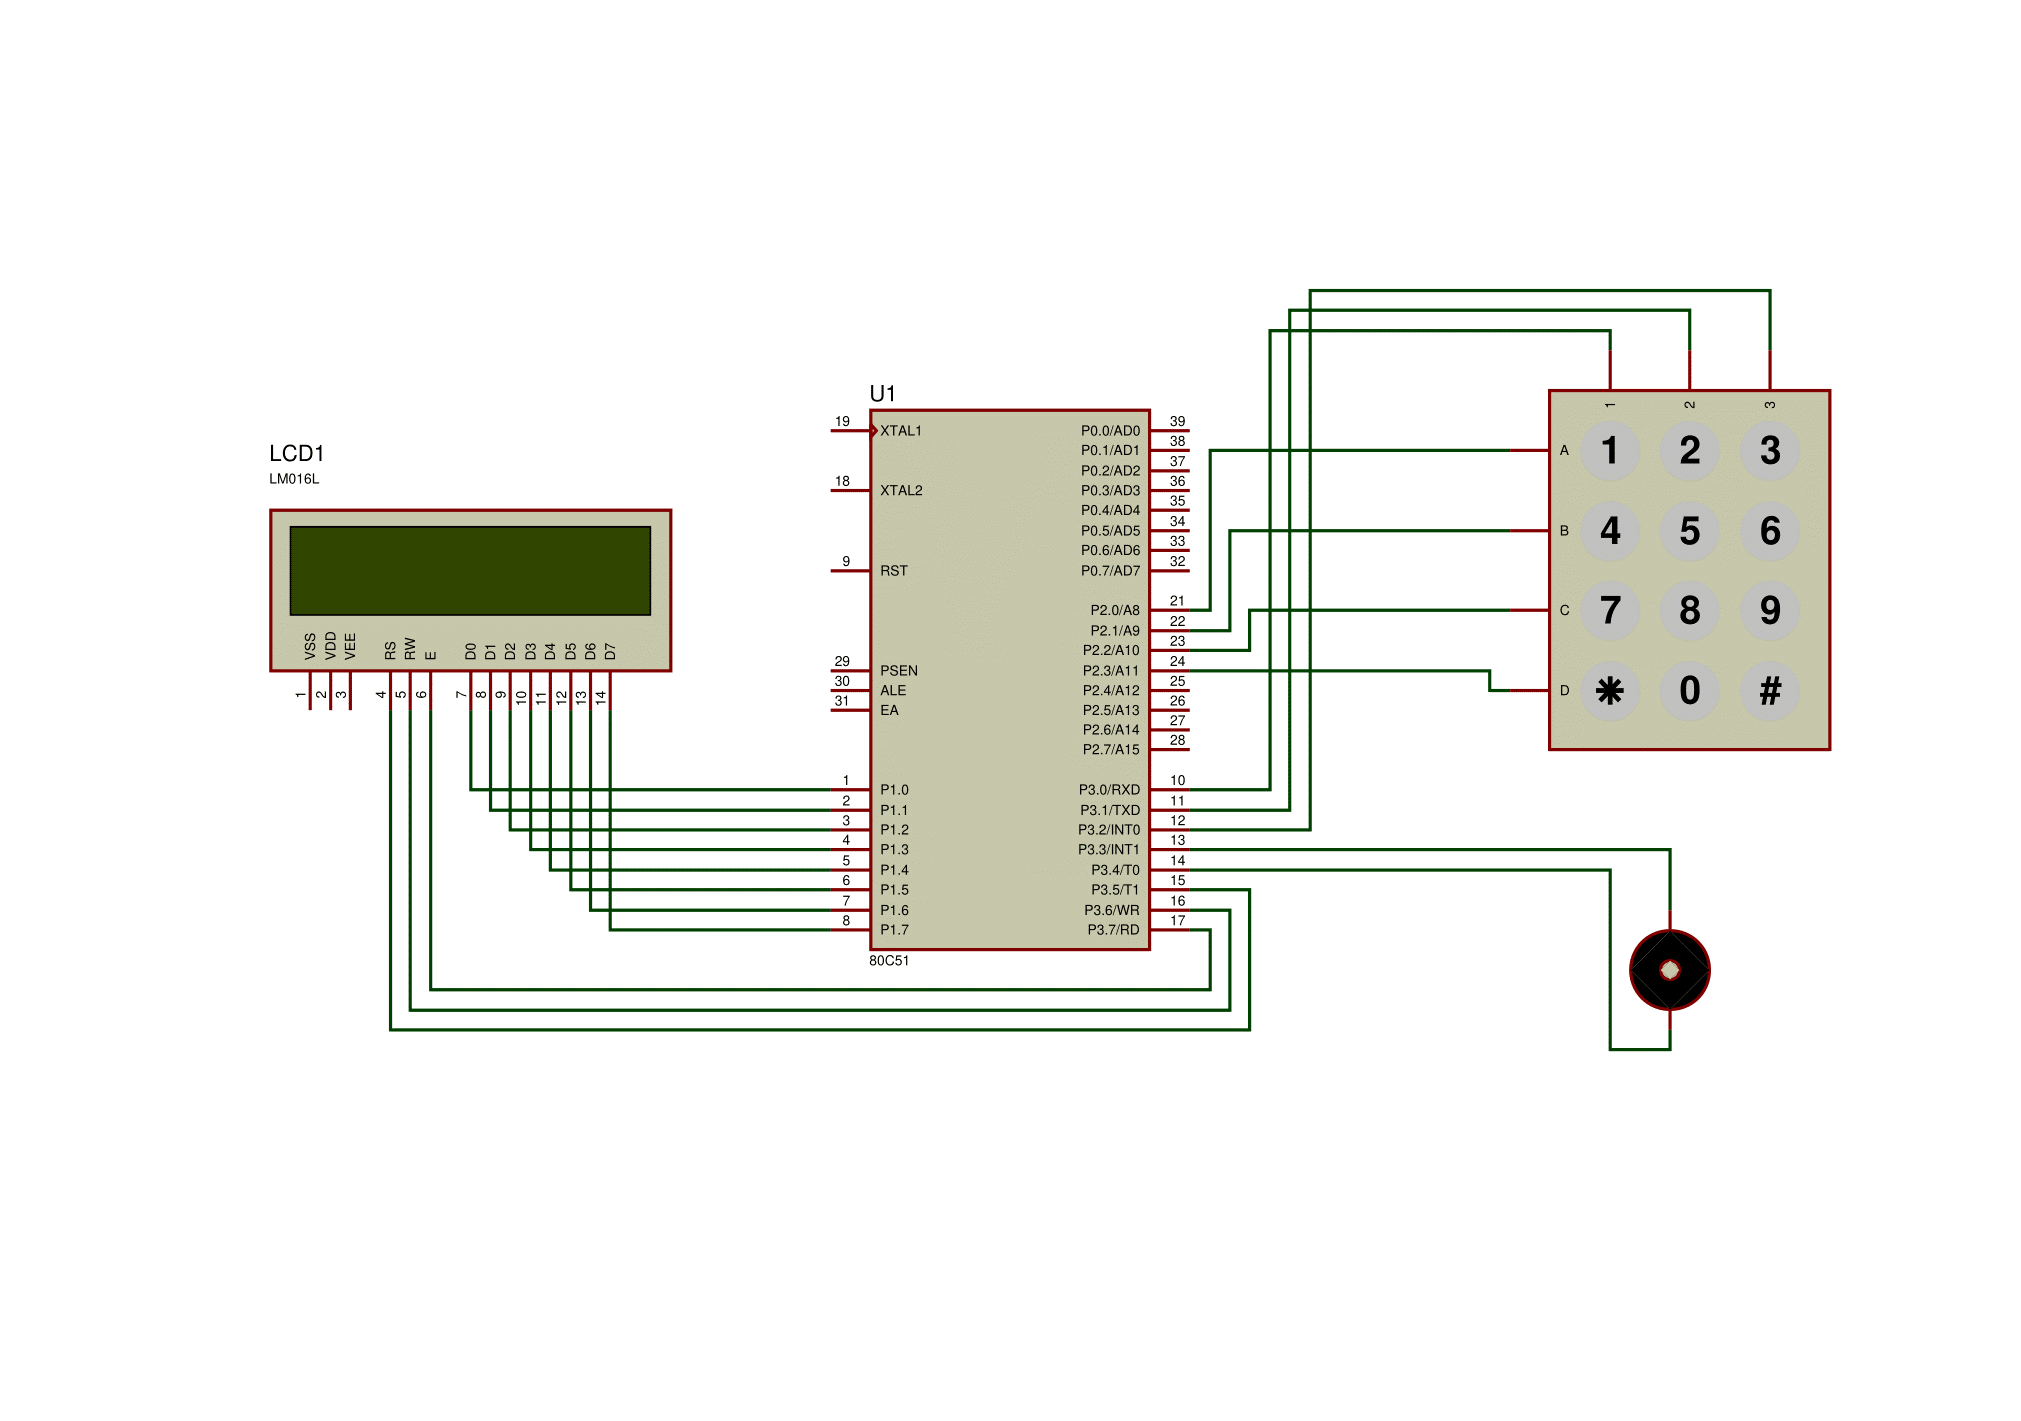 LCD1
LM016L
VSS VDD VEE RS RW E D0 D1 D2 D3 D4 D5 D6 D7
1 2 3 4 5 6 7 8 9 10 11 12 13 14
U1
19 XTAL1 P0.0/AD0 39
P0.1/AD1 38
P0.2/AD2 37
18 XTAL2 P0.3/AD3 36
P0.4/AD4 35
P0.5/AD5 34
P0.6/AD6 33
9 RST P0.7/AD7 32
P2.0/A8 21
P2.1/A9 22
P2.2/A10 23
29 PSEN P2.3/A11 24
30 ALE P2.4/A12 25
31 EA P2.5/A13 26
P2.6/A14 27
P2.7/A15 28
1 P1.0 P3.0/RXD 10
2 P1.1 P3.1/TXD 11
3 P1.2 P3.2/INT0 12
4 P1.3 P3.3/INT1 13
5 P1.4 P3.4/T0 14
6 P1.5 P3.5/T1 15
7 P1.6 P3.6/WR 16
8 P1.7 P3.7/RD 17
80C51
1 2 3
A 1 2 3
B 4 5 6
C 7 8 9
D * 0 #